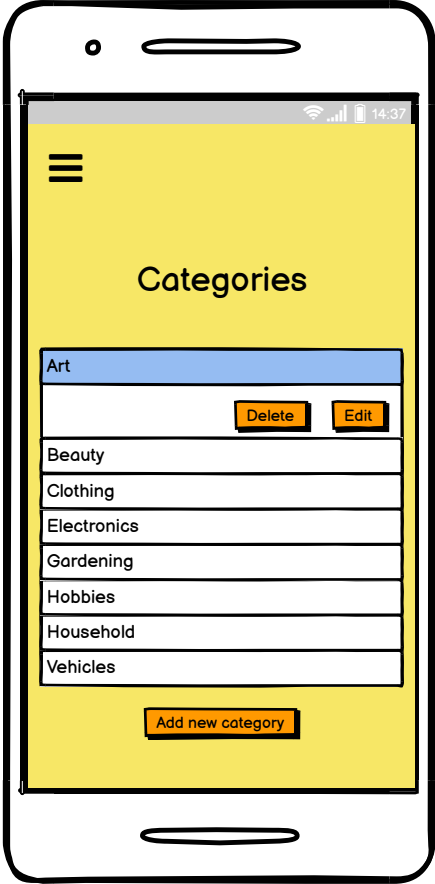 14:37
Categories
Art
Delete Edit
Beauty
Clothing
Electronics
Gardening
Hobbies
Household
Vehicles
Add new category